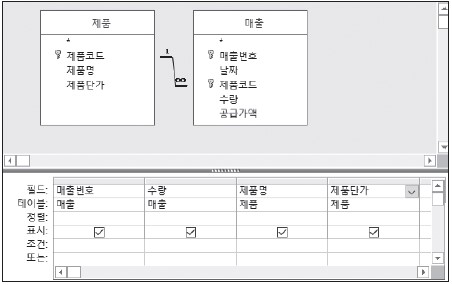 제품
*
제품코드
제품명
제품단가
1
∞
매출
*
매출번호
날짜
제품코드
수량
공급가액
필드: 매출번호 수량 제품명 제품단가
테이블: 매출 매출 제품 제품
정렬:
표시:
조건:
또는: